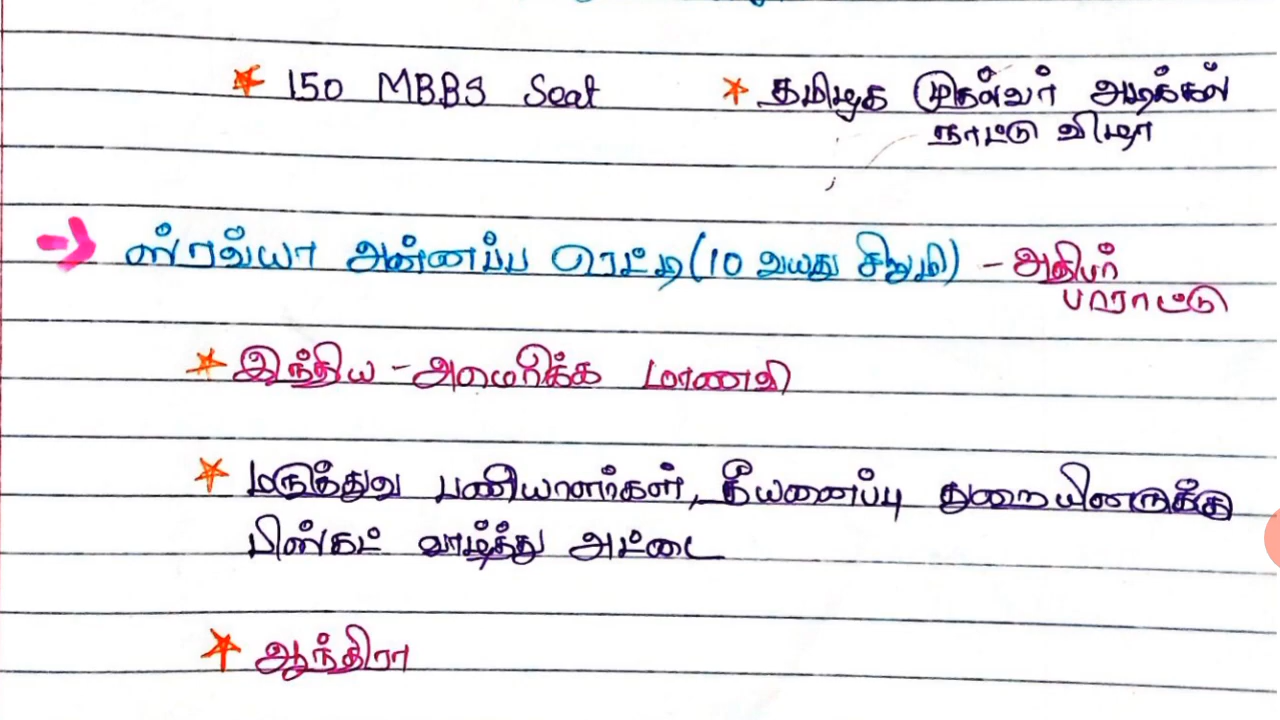 * 150 MBBS Seat * தமிழக முதல்வர் அடிக்கல்
நாட்டு விழா
→ ஸ்ரவ்யா அன்னப்ப ரெட்டி (10 வயது சிறுமி) - அதிபர்
பாராட்டு
* இந்திய - அமெரிக்க மாணவி
* மருத்துவ பணியாளர்கள், தீயணைப்பு துறையினருக்கு
பிஸ்கட் வாழ்த்து அட்டை
* ஆந்திரா